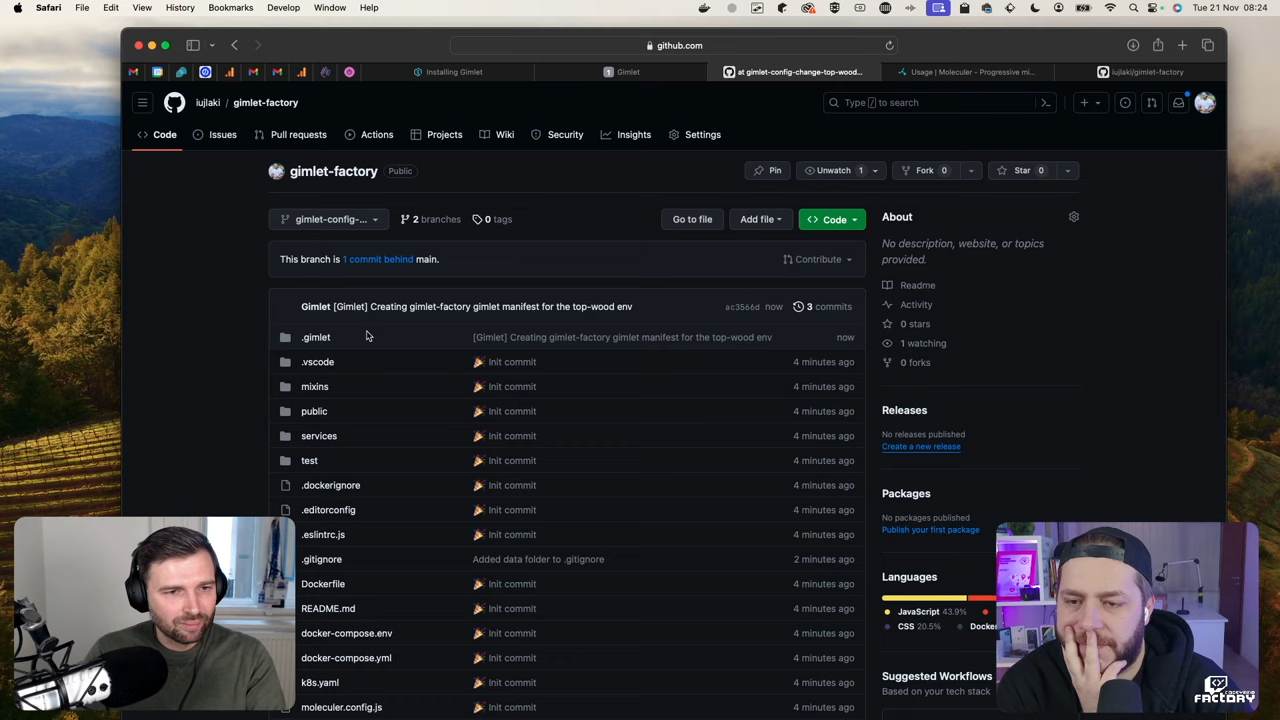 Safari File Edit View History Bookmarks Develop Window Help
Tue 21 Nov 08:24
github.com
Installing Gimlet
1 Gimlet
at gimlet-config-change-top-wood...
Usage | Moleculer - Progressive mi...
iujlaki/gimlet-factory
iujlaki / gimlet-factory
Type / to search
Code
Issues
Pull requests
Actions
Projects
Wiki
Security
Insights
Settings
gimlet-factory Public
Pin
Unwatch 1
Fork 0
Star 0
gimlet-config-...
2 branches
0 tags
Go to file
Add file
Code
This branch is 1 commit behind main.
Contribute
Gimlet [Gimlet] Creating gimlet-factory gimlet manifest for the top-wood env
ac3566d now
3 commits
.gimlet [Gimlet] Creating gimlet-factory gimlet manifest for the top-wood env now
.vscode 🎉 Init commit 4 minutes ago
mixins 🎉 Init commit 4 minutes ago
public 🎉 Init commit 4 minutes ago
services 🎉 Init commit 4 minutes ago
test 🎉 Init commit 4 minutes ago
.dockerignore 🎉 Init commit 4 minutes ago
.editorconfig 🎉 Init commit 4 minutes ago
.eslintrc.js 🎉 Init commit 4 minutes ago
.gitignore Added data folder to .gitignore 2 minutes ago
Dockerfile 🎉 Init commit 4 minutes ago
README.md 🎉 Init commit 4 minutes ago
docker-compose.env 🎉 Init commit 4 minutes ago
docker-compose.yml 🎉 Init commit 4 minutes ago
k8s.yaml 🎉 Init commit 4 minutes ago
moleculer.config.js 🎉 Init commit 4 minutes ago
About
No description, website, or topics
provided.
Readme
Activity
0 stars
1 watching
0 forks
Releases
No releases published
Create a new release
Packages
No packages published
Publish your first package
Languages
JavaScript 43.9%
CSS 20.5%
Docke
Suggested Workflows
Based on your tech stack
FACTORY